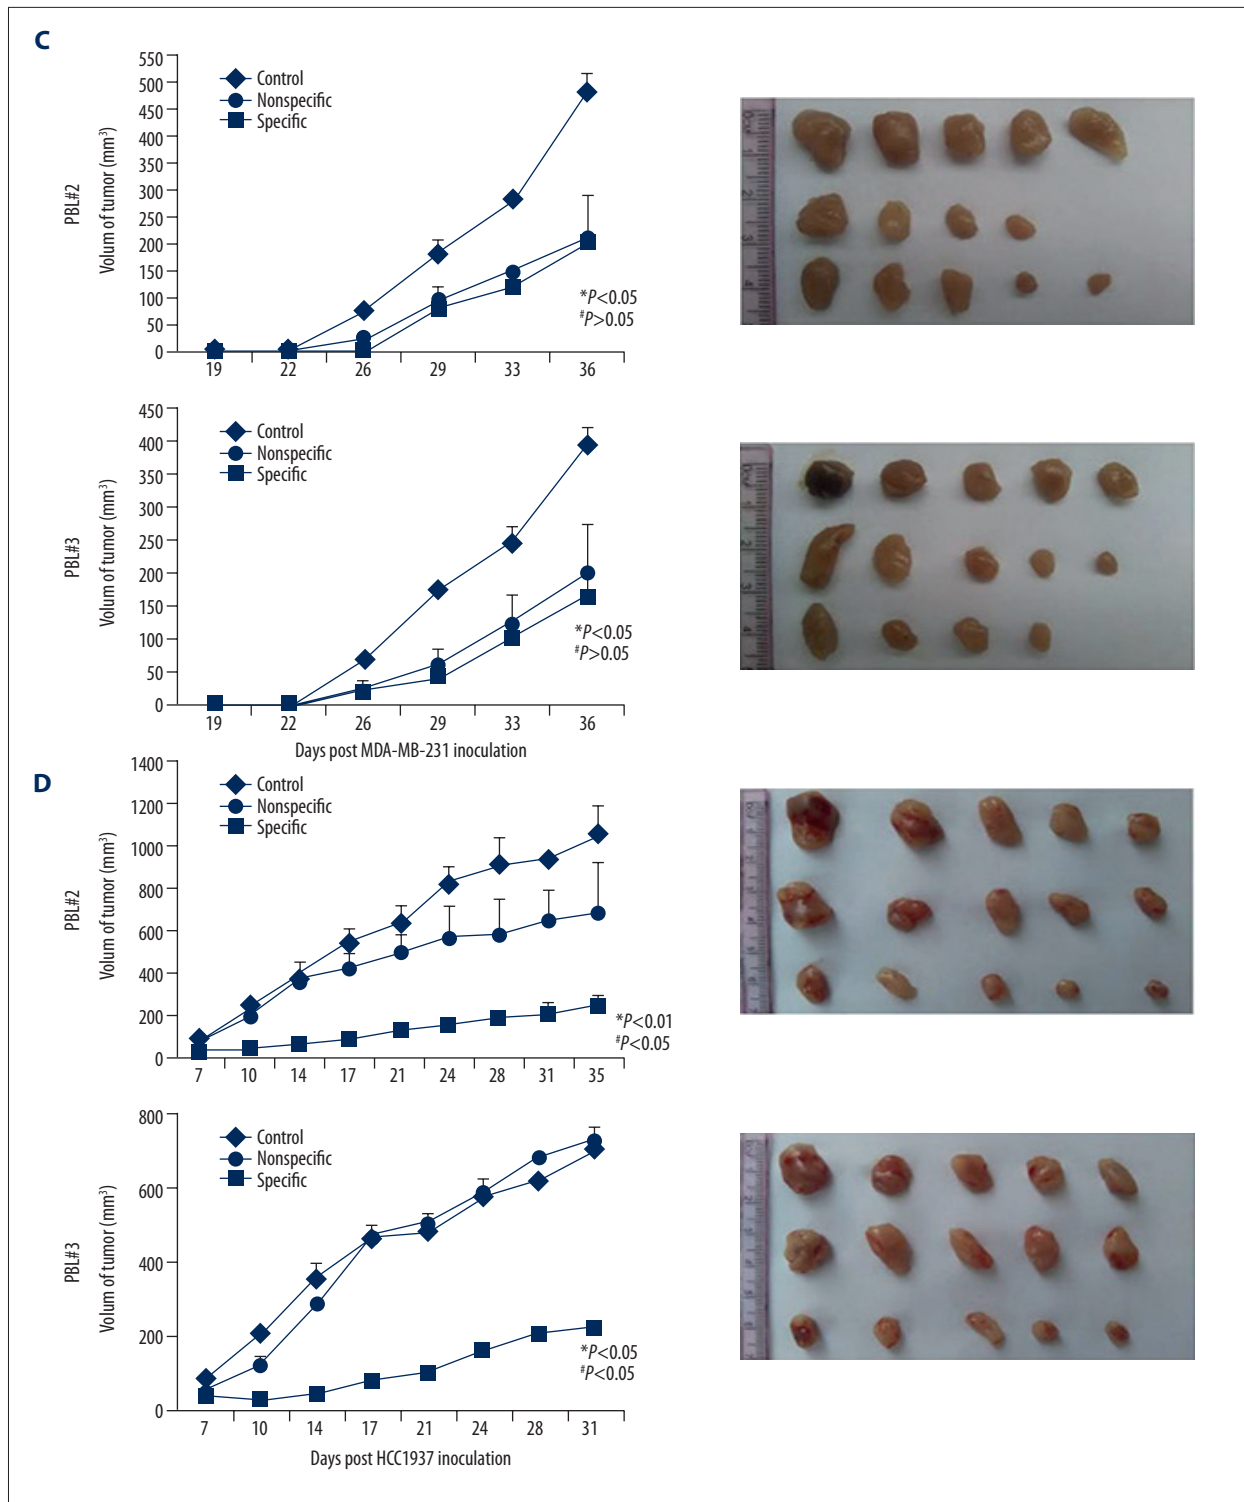 C
PBL#2
Volum of tumor (mm³)
550
500
450
400
350
300
250
200
150
100
50
0
Control
Nonspecific
Specific
*P<0.05
#P>0.05
19 22 26 29 33 36
PBL#3
Volum of tumor (mm³)
450
400
350
300
250
200
150
100
50
0
Control
Nonspecific
Specific
*P<0.05
#P>0.05
19 22 26 29 33 36
Days post MDA-MB-231 inoculation
D
PBL#2
Volum of tumor (mm³)
1400
1200
1000
800
600
400
200
0
Control
Nonspecific
Specific
*P<0.01
#P<0.05
7 10 14 17 21 24 28 31 35
PBL#3
Volum of tumor (mm³)
800
600
400
200
0
Control
Nonspecific
Specific
*P<0.05
#P<0.05
7 10 14 17 21 24 28 31
Days post HCC1937 inoculation